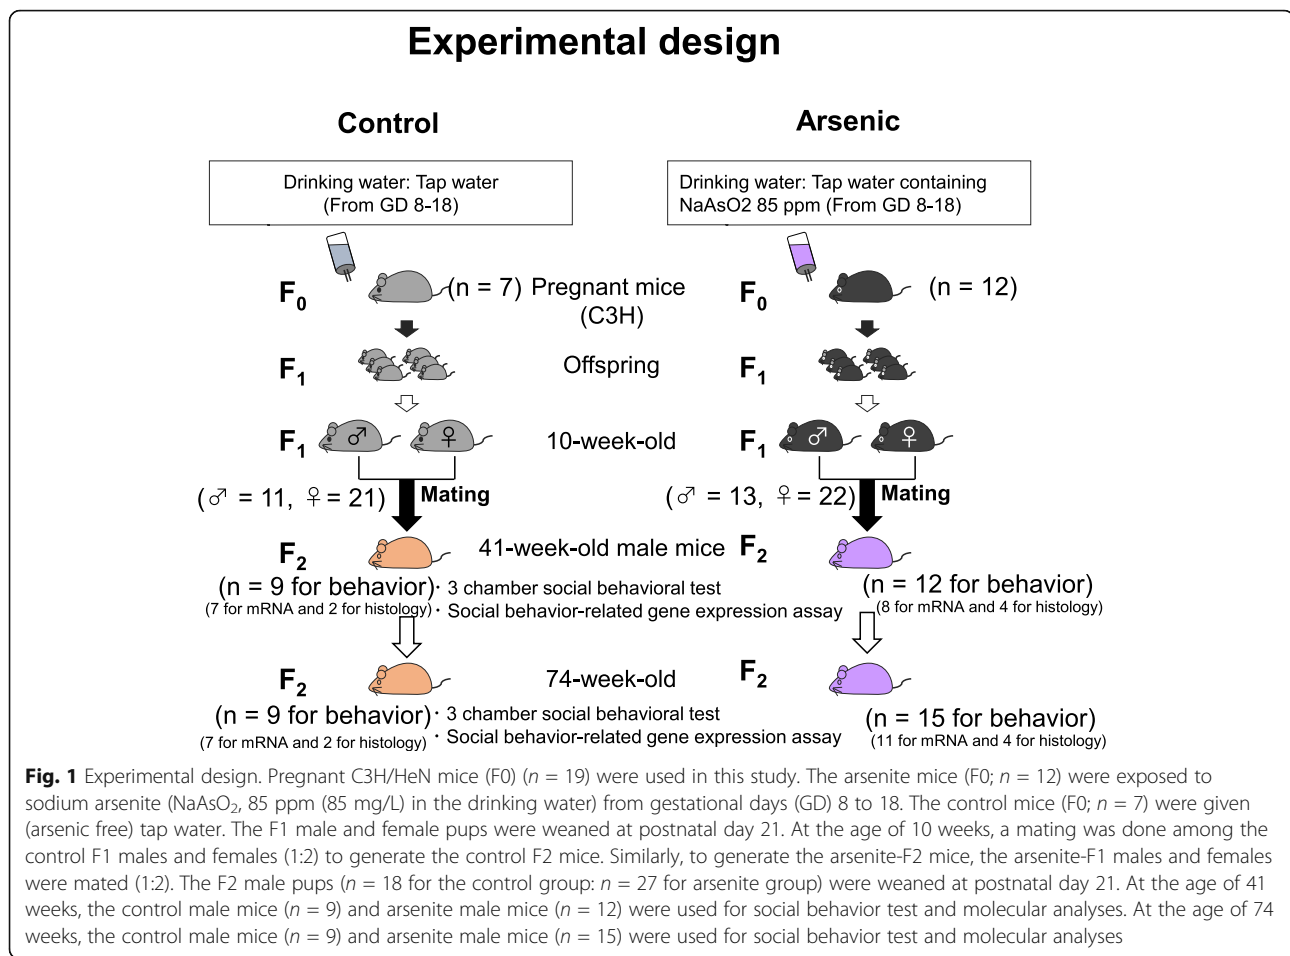 Experimental design
Control
Arsenic
Drinking water: Tap water
(From GD 8-18)
Drinking water: Tap water containing
NaAsO2 85 ppm (From GD 8-18)
F0
(n = 7)
Pregnant mice
(C3H)
F0
(n = 12)
F1
Offspring
F1
F1
♂
♀
10-week-old
F1
♂
♀
(♂ = 11, ♀ = 21)
Mating
(♂ = 13, ♀ = 22)
Mating
F2
41-week-old male mice
F2
(n = 9 for behavior)
(7 for mRNA and 2 for histology)
· 3 chamber social behavioral test
· Social behavior-related gene expression assay
(n = 12 for behavior)
(8 for mRNA and 4 for histology)
F2
74-week-old
F2
(n = 9 for behavior)
(7 for mRNA and 2 for histology)
· 3 chamber social behavioral test
· Social behavior-related gene expression assay
(n = 15 for behavior)
(11 for mRNA and 4 for histology)
Fig. 1 Experimental design. Pregnant C3H/HeN mice (F0) (n = 19) were used in this study. The arsenite mice (F0; n = 12) were exposed to
sodium arsenite (NaAsO₂, 85 ppm (85 mg/L) in the drinking water) from gestational days (GD) 8 to 18. The control mice (F0; n = 7) were given
(arsenic free) tap water. The F1 male and female pups were weaned at postnatal day 21. At the age of 10 weeks, a mating was done among the
control F1 males and females (1:2) to generate the control F2 mice. Similarly, to generate the arsenite-F2 mice, the arsenite-F1 males and females
were mated (1:2). The F2 male pups (n = 18 for the control group: n = 27 for arsenite group) were weaned at postnatal day 21. At the age of 41
weeks, the control male mice (n = 9) and arsenite male mice (n = 12) were used for social behavior test and molecular analyses. At the age of 74
weeks, the control male mice (n = 9) and arsenite male mice (n = 15) were used for social behavior test and molecular analyses